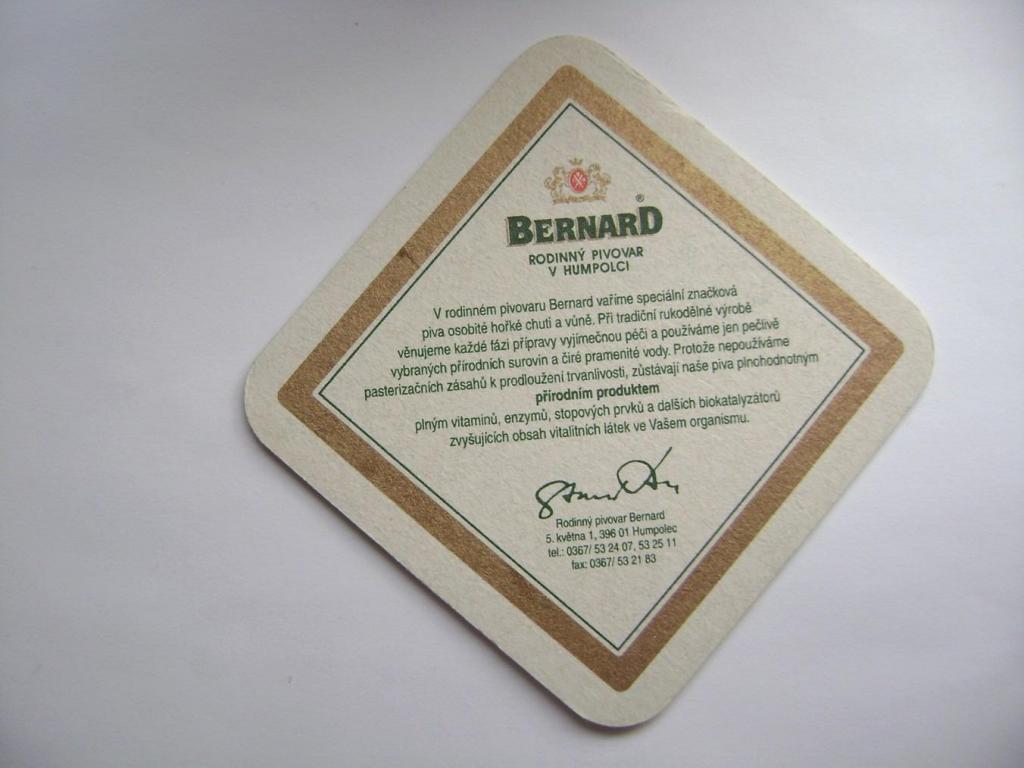 BERNARD®
RODINNÝ PIVOVAR
V HUMPOLCI
V rodinném pivovaru Bernard vaříme speciální značková
piva osobité hořké chuti a vůně. Při tradiční rukodělné výrobě
věnujeme každé fázi přípravy vyjímečnou péči a používáme jen pečlivě
vybraných přírodních surovin a čiré pramenité vody. Protože nepoužíváme
pasterizačních zásahů k prodloužení trvanlivosti, zůstávají naše piva plnohodnotným
přírodním produktem
plným vitaminů, enzymů, stopových prvků a dalších biokatalyzátorů
zvyšujících obsah vitalitních látek ve Vašem organismu.
Rodinný pivovar Bernard
5. května 1, 396 01 Humpolec
tel.: 0367/ 53 24 07, 53 25 11
fax: 0367/ 53 21 83